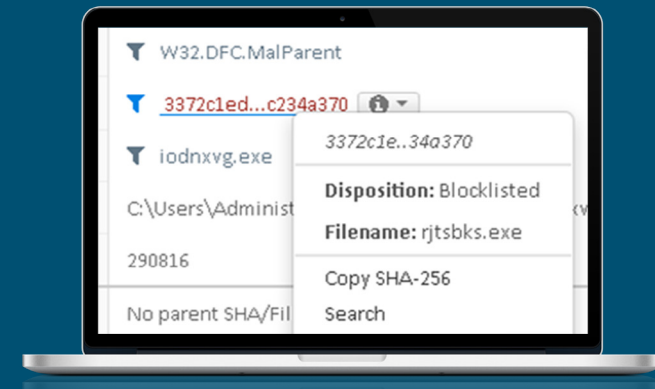 W32.DFC.MalParent
3372c1ed...c234a370
iodnxvg.exe
C:\Users\Administ
290816
No parent SHA/Fil
3372c1e..34a370
Disposition: Blocklisted
Filename: rjtsbks.exe
Copy SHA-256
Search